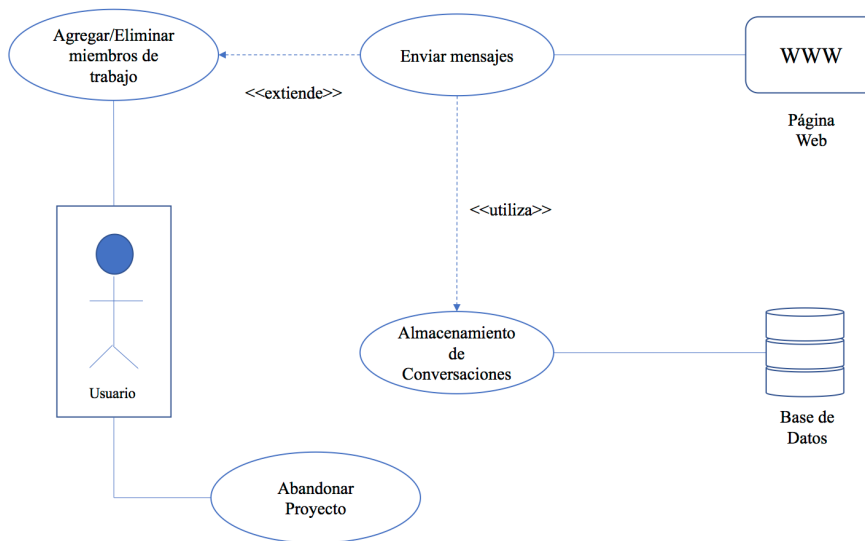 Agregar/Eliminar
miembros de
trabajo
Enviar mensajes
WWW
<<extiende>>
Página
Web
<<utiliza>>
Almacenamiento
de
Conversaciones
Usuario
Base de
Datos
Abandonar
Proyecto